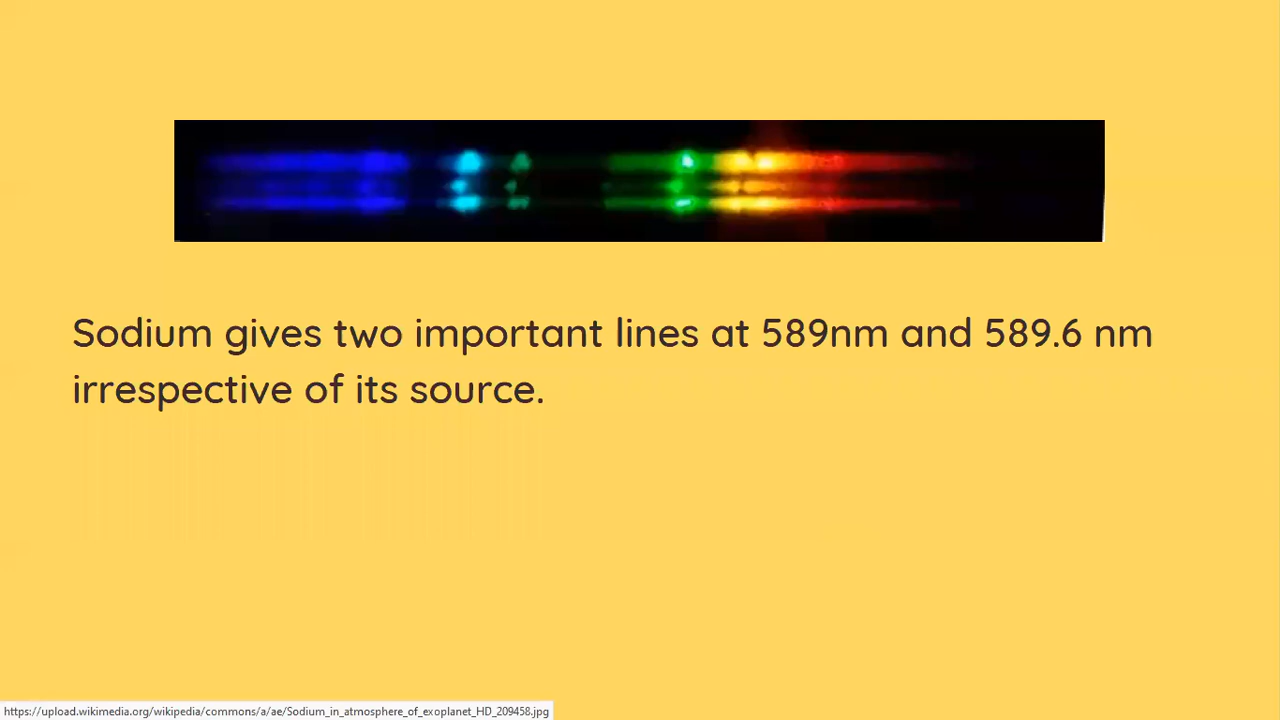 Sodium gives two important lines at 589nm and 589.6 nm
irrespective of its source.
https://upload.wikimedia.org/wikipedia/commons/a/ae/Sodium_in_atmosphere_of_exoplanet_HD_209458.jpg